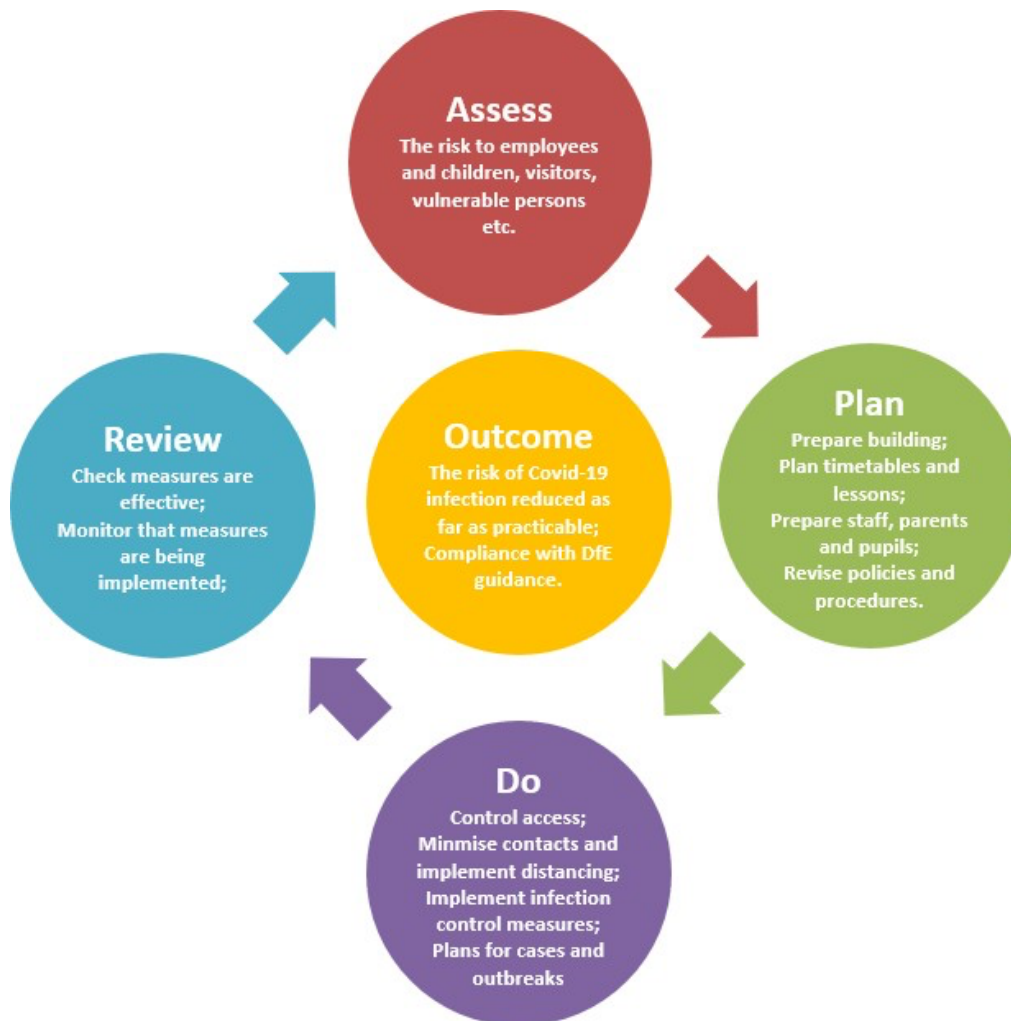 Assess
The risk to employees
and children, visitors,
vulnerable persons
etc.
Plan
Prepare building;
Plan timetables and
lessons;
Prepare staff, parents
and pupils;
Revise policies and
procedures.
Do
Control access;
Minmise contacts and
implement distancing;
Implement infection
control measures;
Plans for cases and
outbreaks
Review
Check measures are
effective;
Monitor that measures
are being
implemented;
Outcome
The risk of Covid-19
infection reduced as
far as practicable;
Compliance with DfE
guidance.